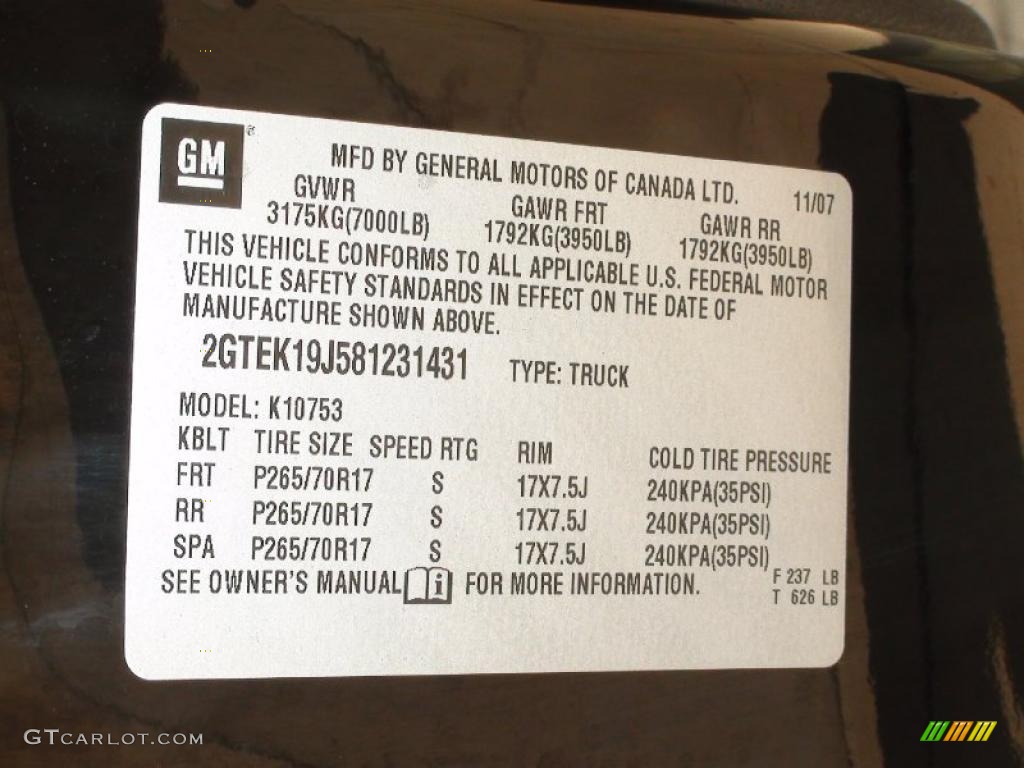 GM®
MFD BY GENERAL MOTORS OF CANADA LTD.
11/07
GVWR GAWR FRT GAWR RR
3175KG(7000LB) 1792KG(3950LB) 1792KG(3950LB)
THIS VEHICLE CONFORMS TO ALL APPLICABLE U.S. FEDERAL MOTOR
VEHICLE SAFETY STANDARDS IN EFFECT ON THE DATE OF
MANUFACTURE SHOWN ABOVE.
2GTEK19J581231431 TYPE: TRUCK
MODEL: K10753
KBLT TIRE SIZE SPEED RTG RIM COLD TIRE PRESSURE
FRT P265/70R17 S 17X7.5J 240KPA(35PSI)
RR P265/70R17 S 17X7.5J 240KPA(35PSI)
SPA P265/70R17 S 17X7.5J 240KPA(35PSI)
SEE OWNER'S MANUAL i FOR MORE INFORMATION.
F 237 LB
T 626 LB
GTCARLOT.COM